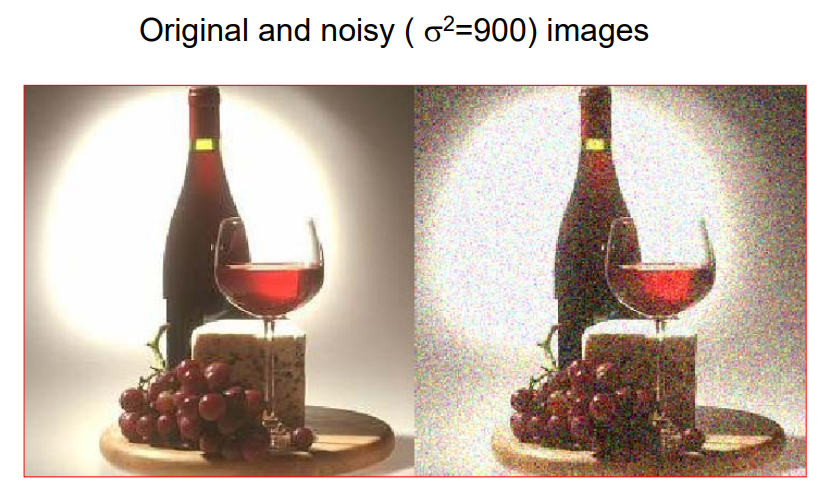 Original and noisy ( σ²=900) images